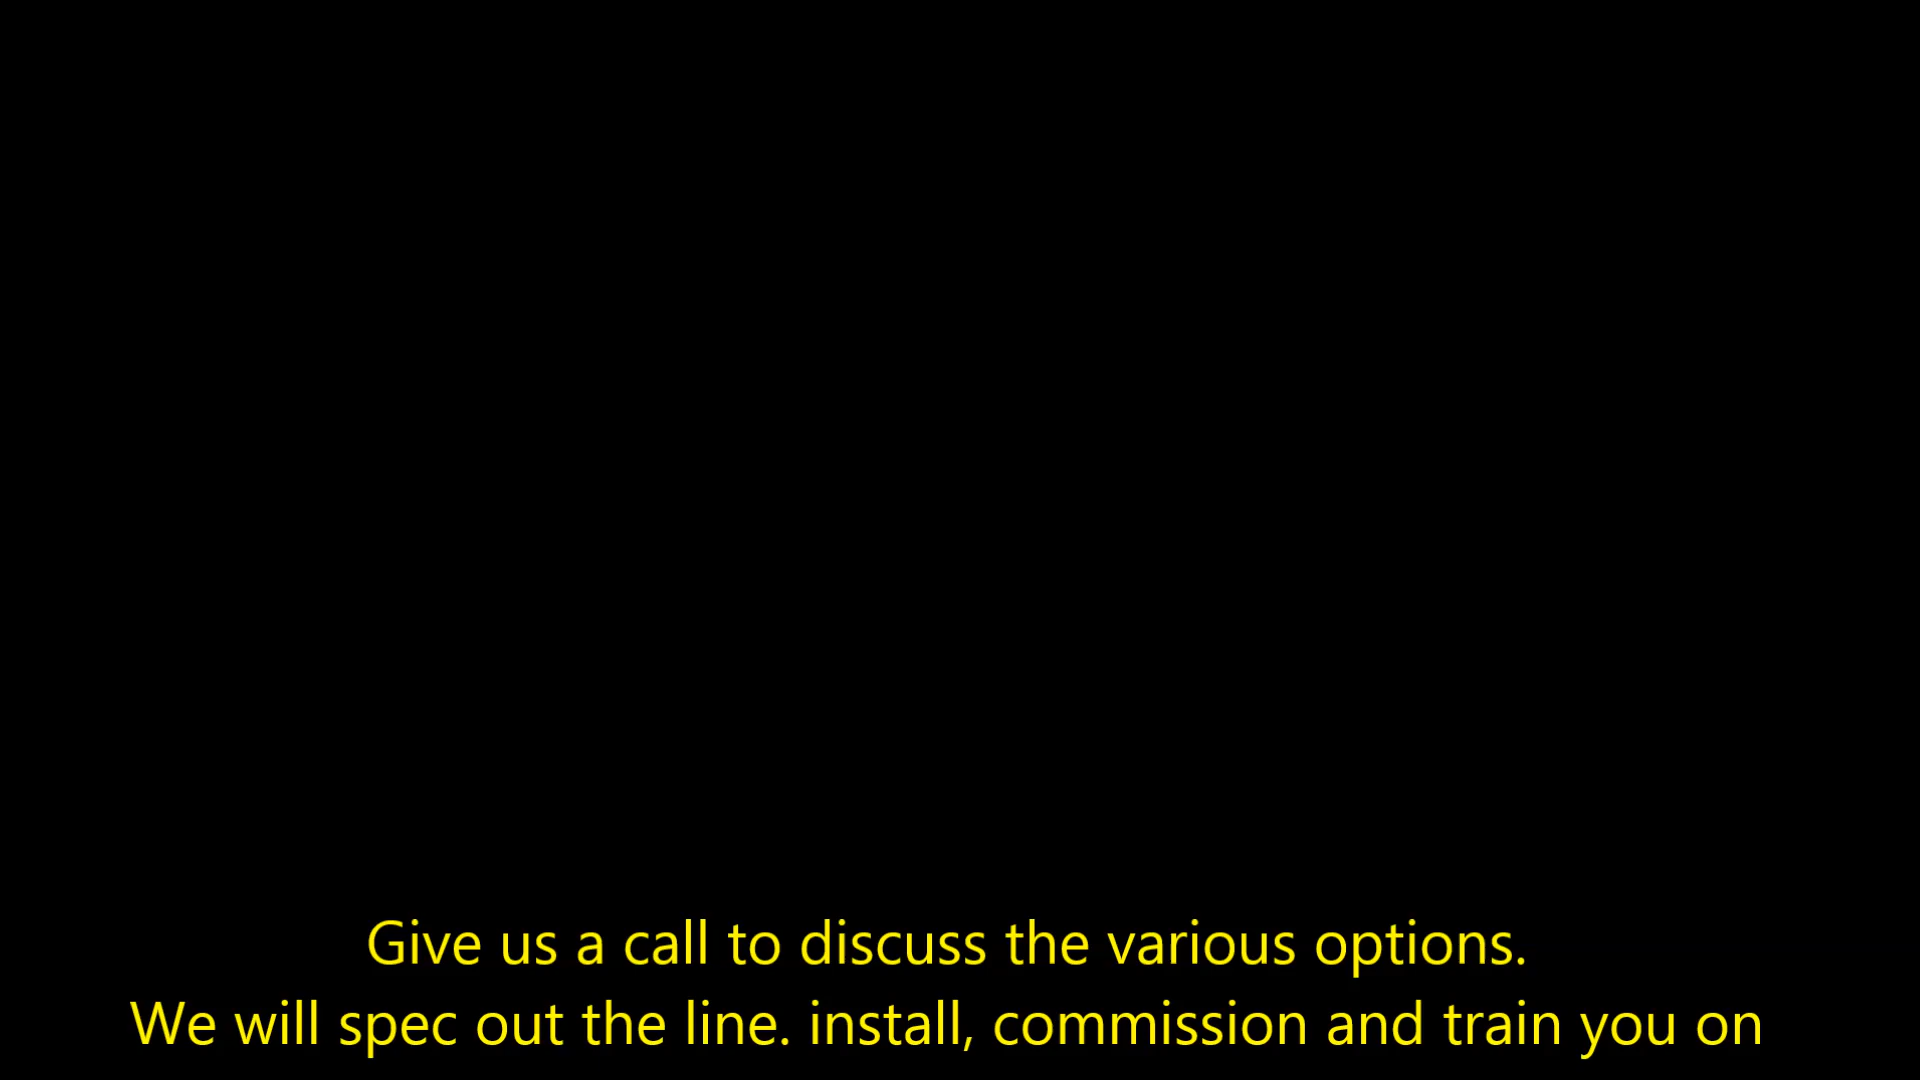 Give us a call to discuss the various options.
We will spec out the line. install, commission and train you on